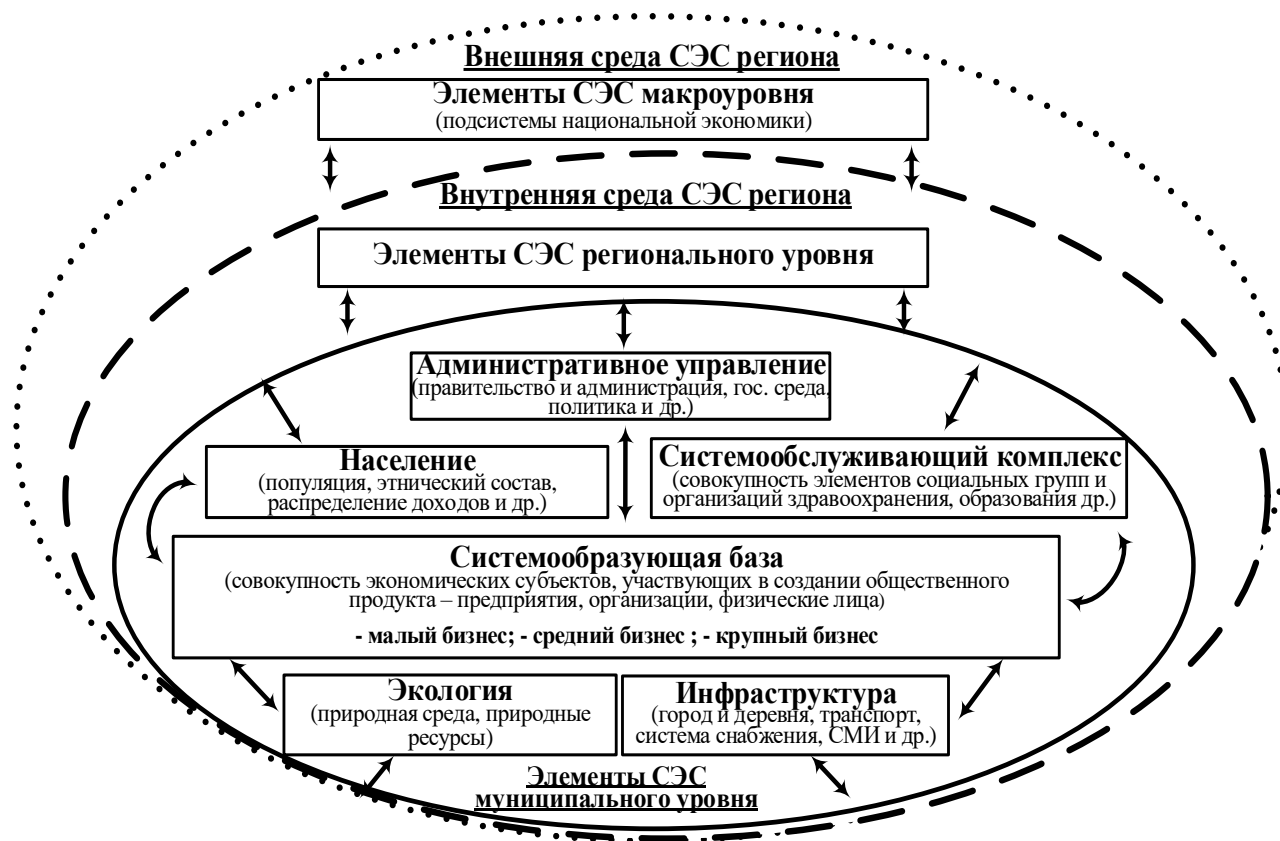 Внешняя среда СЭС региона
Элементы СЭС макроуровня
(подсистемы национальной экономики)
Внутренняя среда СЭС региона
Элементы СЭС регионального уровня
Административное управление
(правительство и администрация, гос. среда,
политика и др.)
Население
(популяция, этнический состав,
распределение доходов и др.)
Системообслуживающий комплекс
(совокупность элементов социальных групп и
организаций здравоохранения, образования др.)
Системообразующая база
(совокупность экономических субъектов, участвующих в создании общественного
продукта – предприятия, организации, физические лица)
- малый бизнес; - средний бизнес ; - крупный бизнес
Экология
(природная среда, природные
ресурсы)
Инфраструктура
(город и деревня, транспорт,
система снабжения, СМИ и др.)
Элементы СЭС
муниципального уровня